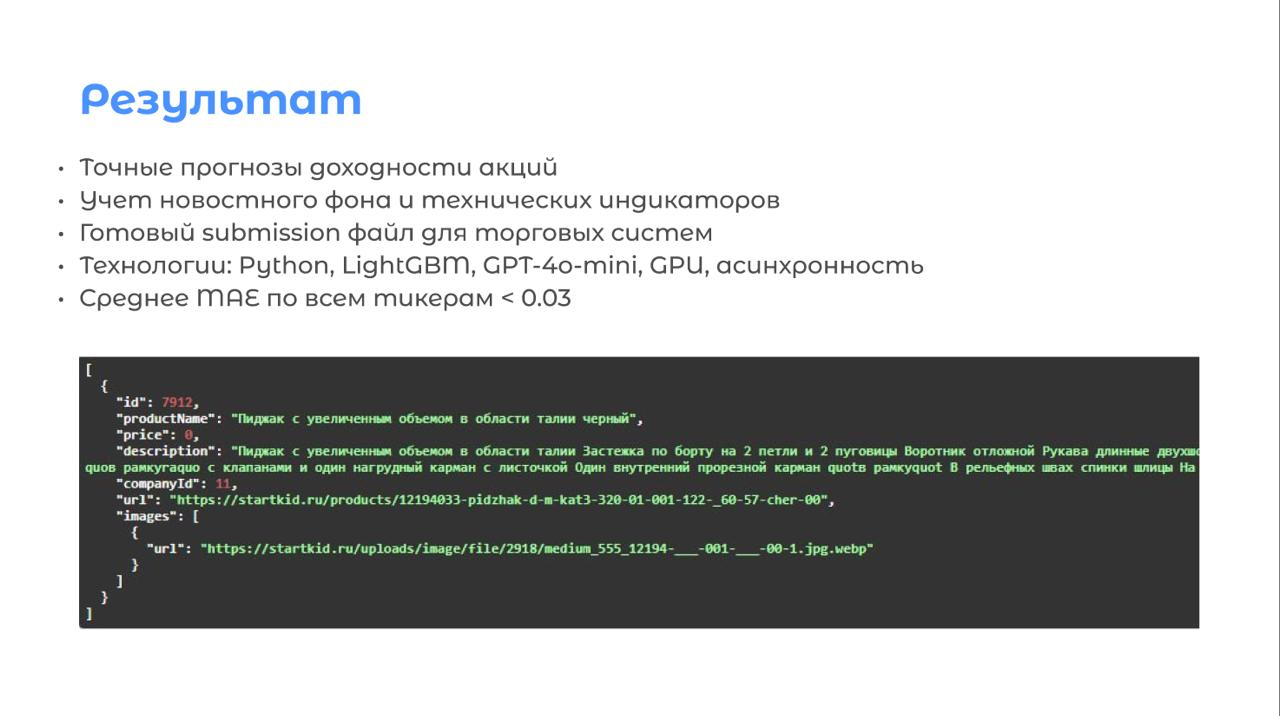 Результат
• Точные прогнозы доходности акций
• Учет новостного фона и технических индикаторов
• Готовый submission файл для торговых систем
• Технологии: Python, LightGBM, GPT-4o-mini, GPU, асинхронность
• Среднее MAE по всем тикерам < 0.03
[
{
"id": 7912,
"productName": "Пиджак с увеличенным объемом в области талии черный",
"price": 0,
"description": "Пиджак с увеличенным объемом в области талии Застежка по борту на 2 петли и 2 пуговицы Воротник отложной Рукава длинные
quoв рамкугаquo с клапанами и один нагрудный карман с листочкой Один внутренний прорезной карман quotв рамкуquot В рельефных швах спинки шлицы На
"companyId": 11,
"url": "https://startkid.ru/products/12194033-pidzhak-d-m-kat3-320-01-001-122-_60-57-cher-00",
"images": [
{
"url": "https://startkid.ru/uploads/image/file/2918/medium_555_12194-___-001-___-00-1.jpg.webp"
}
]
}
]